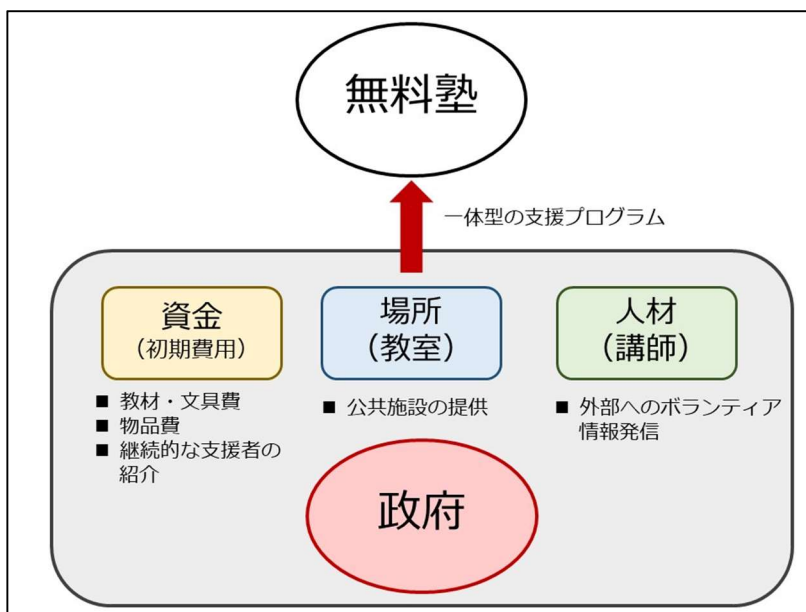 無料塾
一体型の支援プログラム
資金
（初期費用）
■ 教材・文具費
■ 物品費
■ 継続的な支援者の
紹介
場所
（教室）
■ 公共施設の提供
人材
（講師）
■ 外部へのボランティア
情報発信
政府